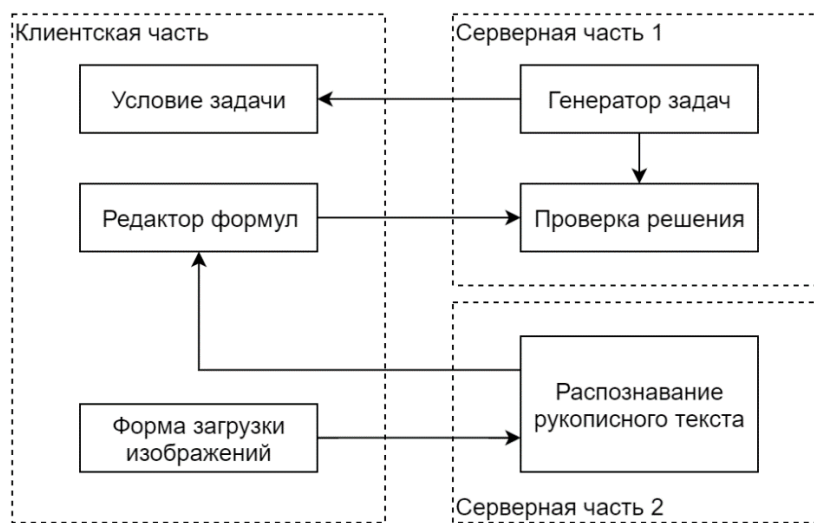 Клиентская часть
Серверная часть 1
Условие задачи
Генератор задач
Редактор формул
Проверка решения
Распознавание
рукописного текста
Форма загрузки
изображений
Серверная часть 2